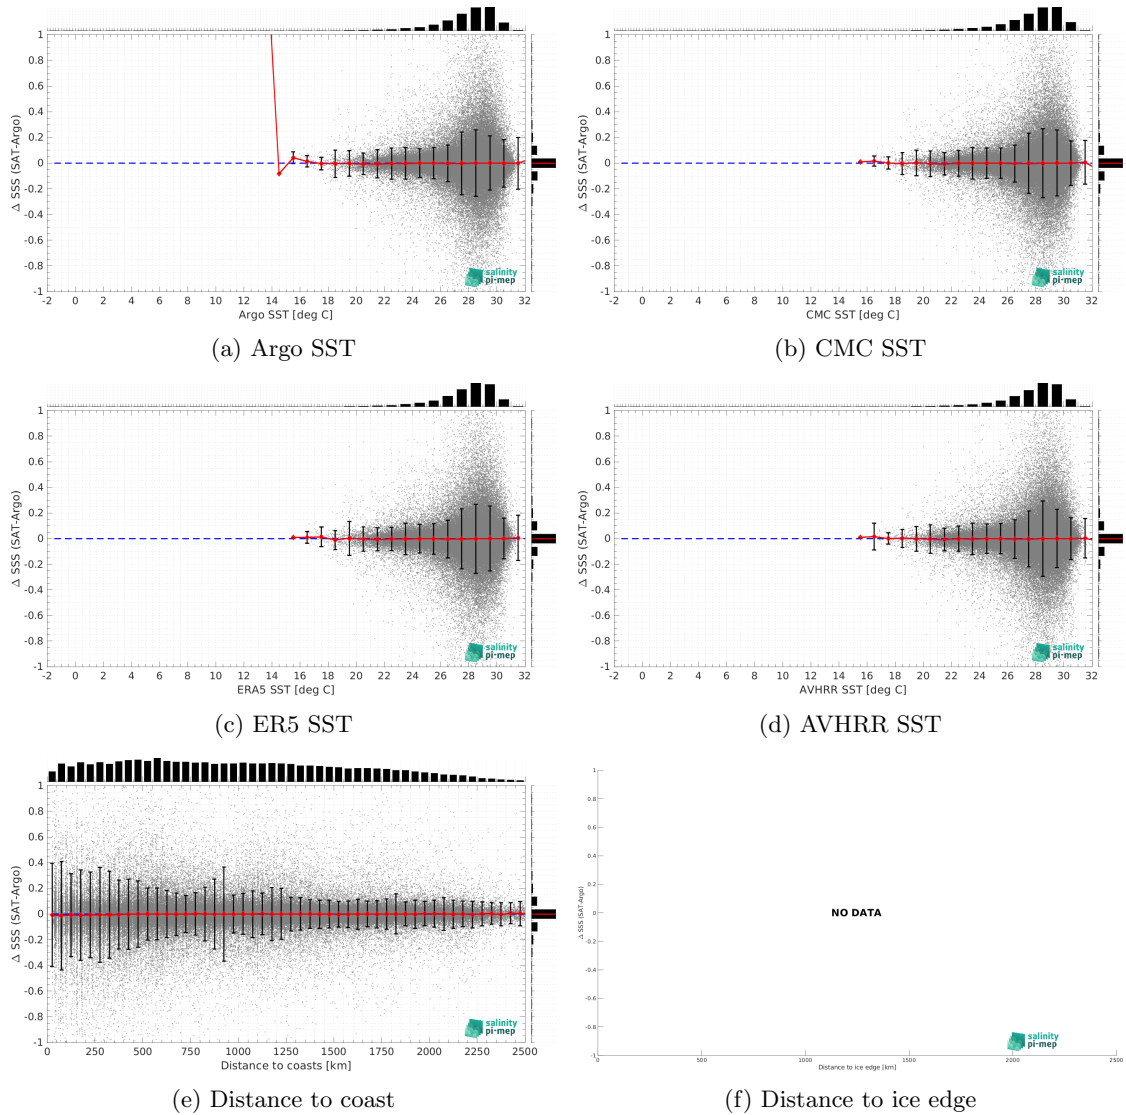 1
0.8
0.6
0.4
0.2
0
-0.2
-0.4
-0.6
-0.8
-1
Δ SSS (SAT-Argo)
salinity
pi-mep
-2 0 2 4 6 8 10 12 14 16 18 20 22 24 26 28 30 32
Argo SST [deg C]
(a) Argo SST
1
0.8
0.6
0.4
0.2
0
-0.2
-0.4
-0.6
-0.8
-1
Δ SSS (SAT-Argo)
salinity
pi-mep
-2 0 2 4 6 8 10 12 14 16 18 20 22 24 26 28 30 32
CMC SST [deg C]
(b) CMC SST
1
0.8
0.6
0.4
0.2
0
-0.2
-0.4
-0.6
-0.8
-1
Δ SSS (SAT-Argo)
salinity
pi-mep
-2 0 2 4 6 8 10 12 14 16 18 20 22 24 26 28 30 32
ERA5 SST [deg C]
(c) ER5 SST
1
0.8
0.6
0.4
0.2
0
-0.2
-0.4
-0.6
-0.8
-1
Δ SSS (SAT-Argo)
salinity
pi-mep
-2 0 2 4 6 8 10 12 14 16 18 20 22 24 26 28 30 32
AVHRR SST [deg C]
(d) AVHRR SST
1
0.8
0.6
0.4
0.2
0
-0.2
-0.4
-0.6
-0.8
-1
Δ SSS (SAT-Argo)
salinity
pi-mep
0 250 500 750 1000 1250 1500 1750 2000 2250 2500
Distance to coasts [km]
(e) Distance to coast
1
0.8
0.6
0.4
0.2
0
-0.2
-0.4
-0.6
-0.8
-1
Δ SSS (SAT-Argo)
NO DATA
salinity
pi-mep
0 500 1000 1500 2000 2500
Distance to ice edge [km]
(f) Distance to ice edge